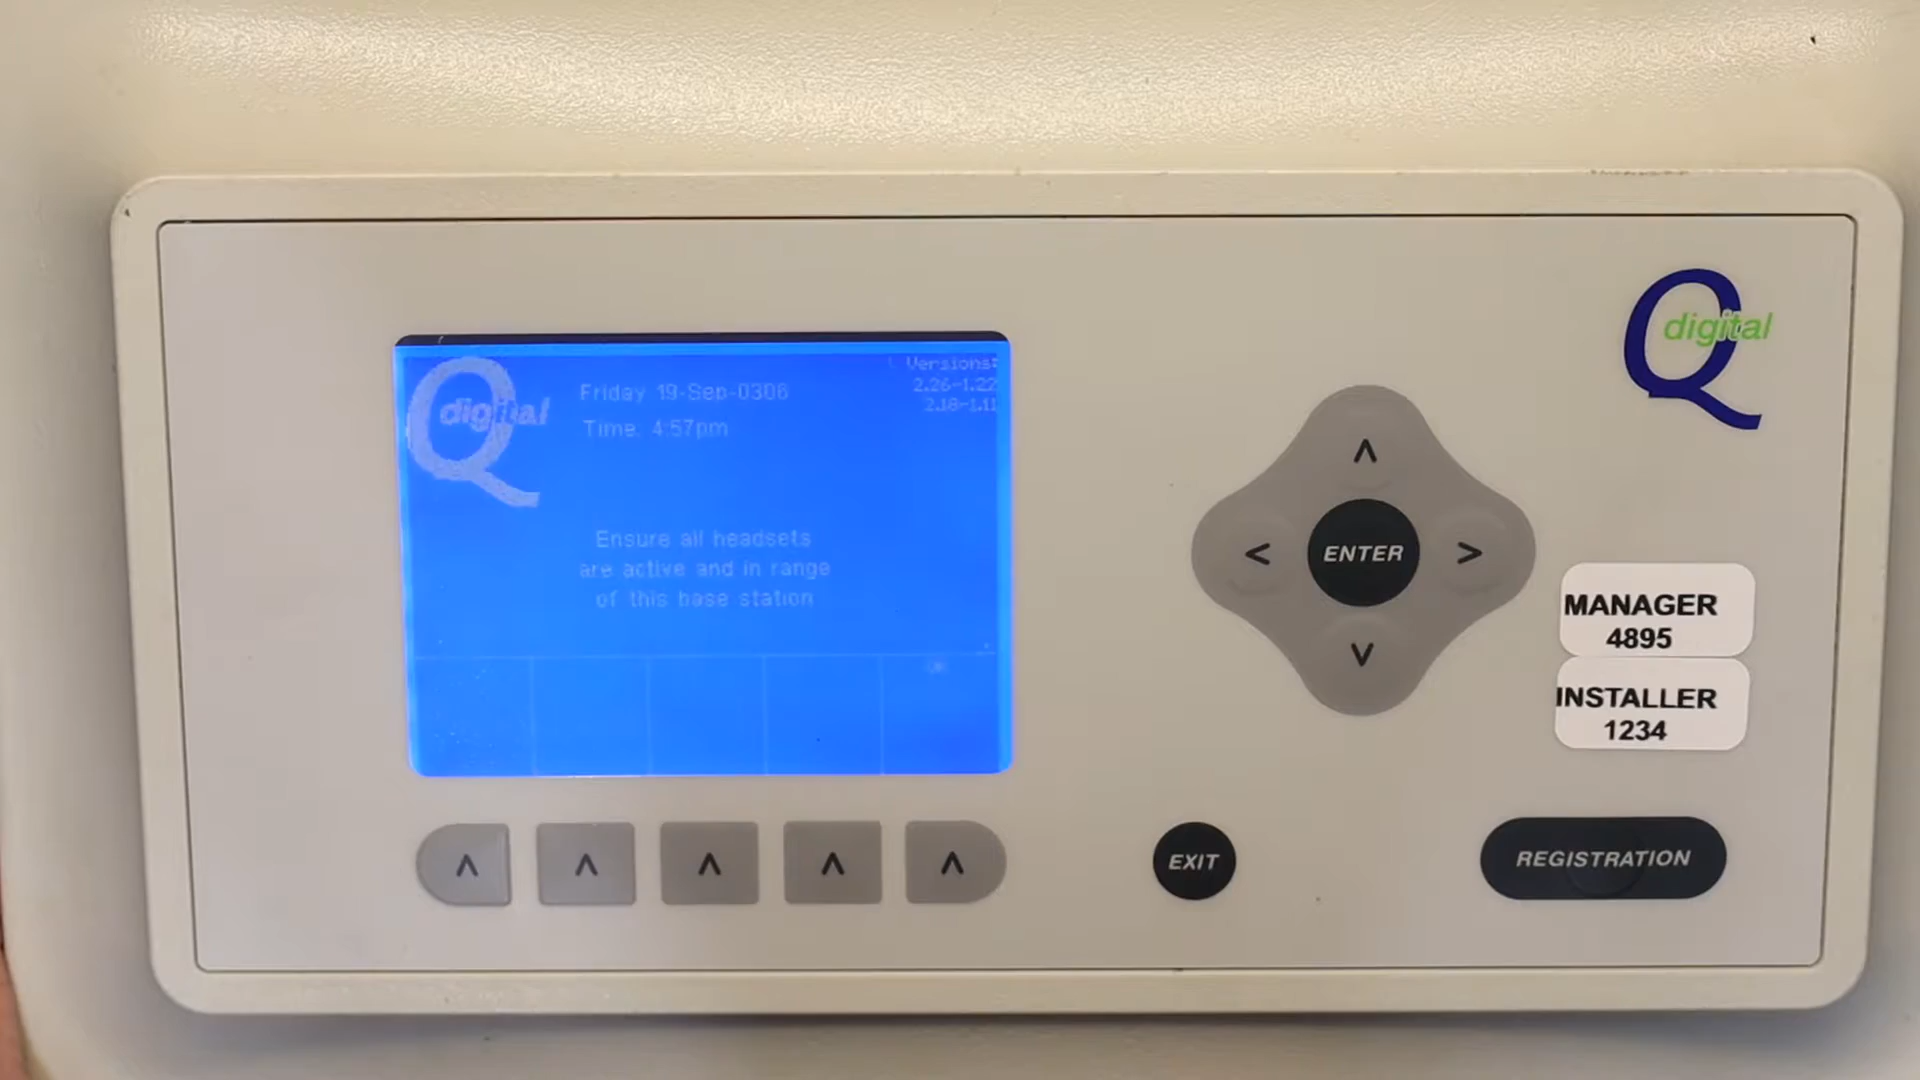 Q digital
Friday 19-Sep-0306
Time: 4:57pm
Versions:
2.26-1.22
2.18-1.11
Ensure all headsets
are active and in range
of this base station
Q digital
ENTER
MANAGER
4895
INSTALLER
1234
EXIT
REGISTRATION